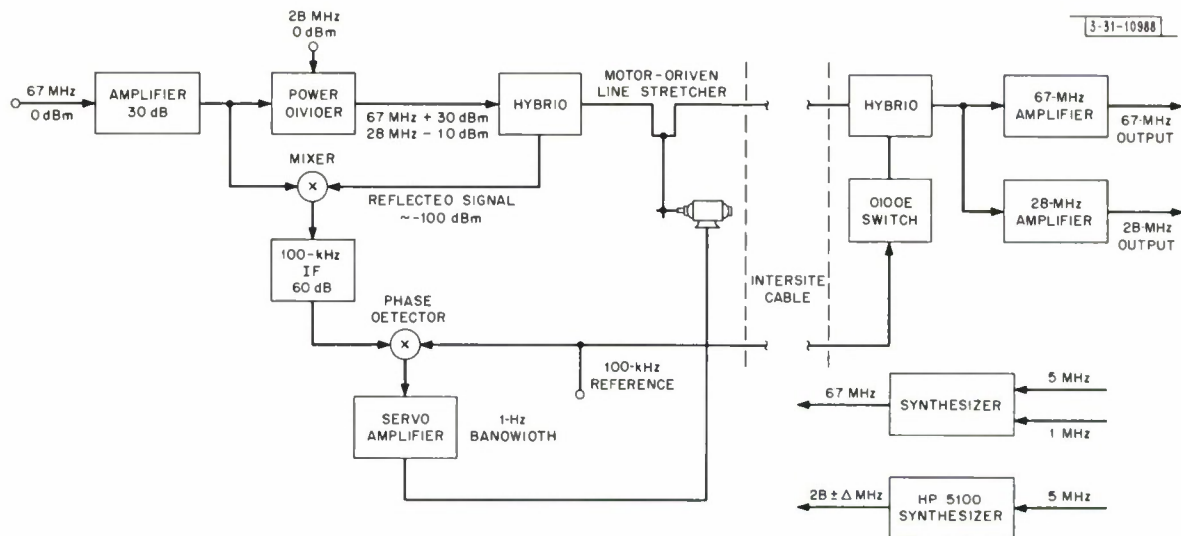 3-31-10988
28 MHz
0 dBm
67 MHz
0 dBm
AMPLIFIER
30 dB
POWER
OIVIOER
67 MHz + 30 dBm
28 MHz - 10 dBm
HYBRIO
MOTOR-ORIVEN
LINE STRETCHER
HYBRIO
67-MHz
AMPLIFIER
67-MHz
OUTPUT
MIXER
×
REFLECTED SIGNAL
~-100 dBm
O1OOE
SWITCH
28-MHz
AMPLIFIER
28-MHz
OUTPUT
100-kHz
IF
60 dB
INTERSITE
CABLE
PHASE
DETECTOR
×
100-kHz
REFERENCE
SERVO
AMPLIFIER
1-Hz
BANOWIOTH
67 MHz
SYNTHESIZER
5 MHz
1 MHz
28 ± Δ MHz
HP 5100
SYNTHESIZER
5 MHz